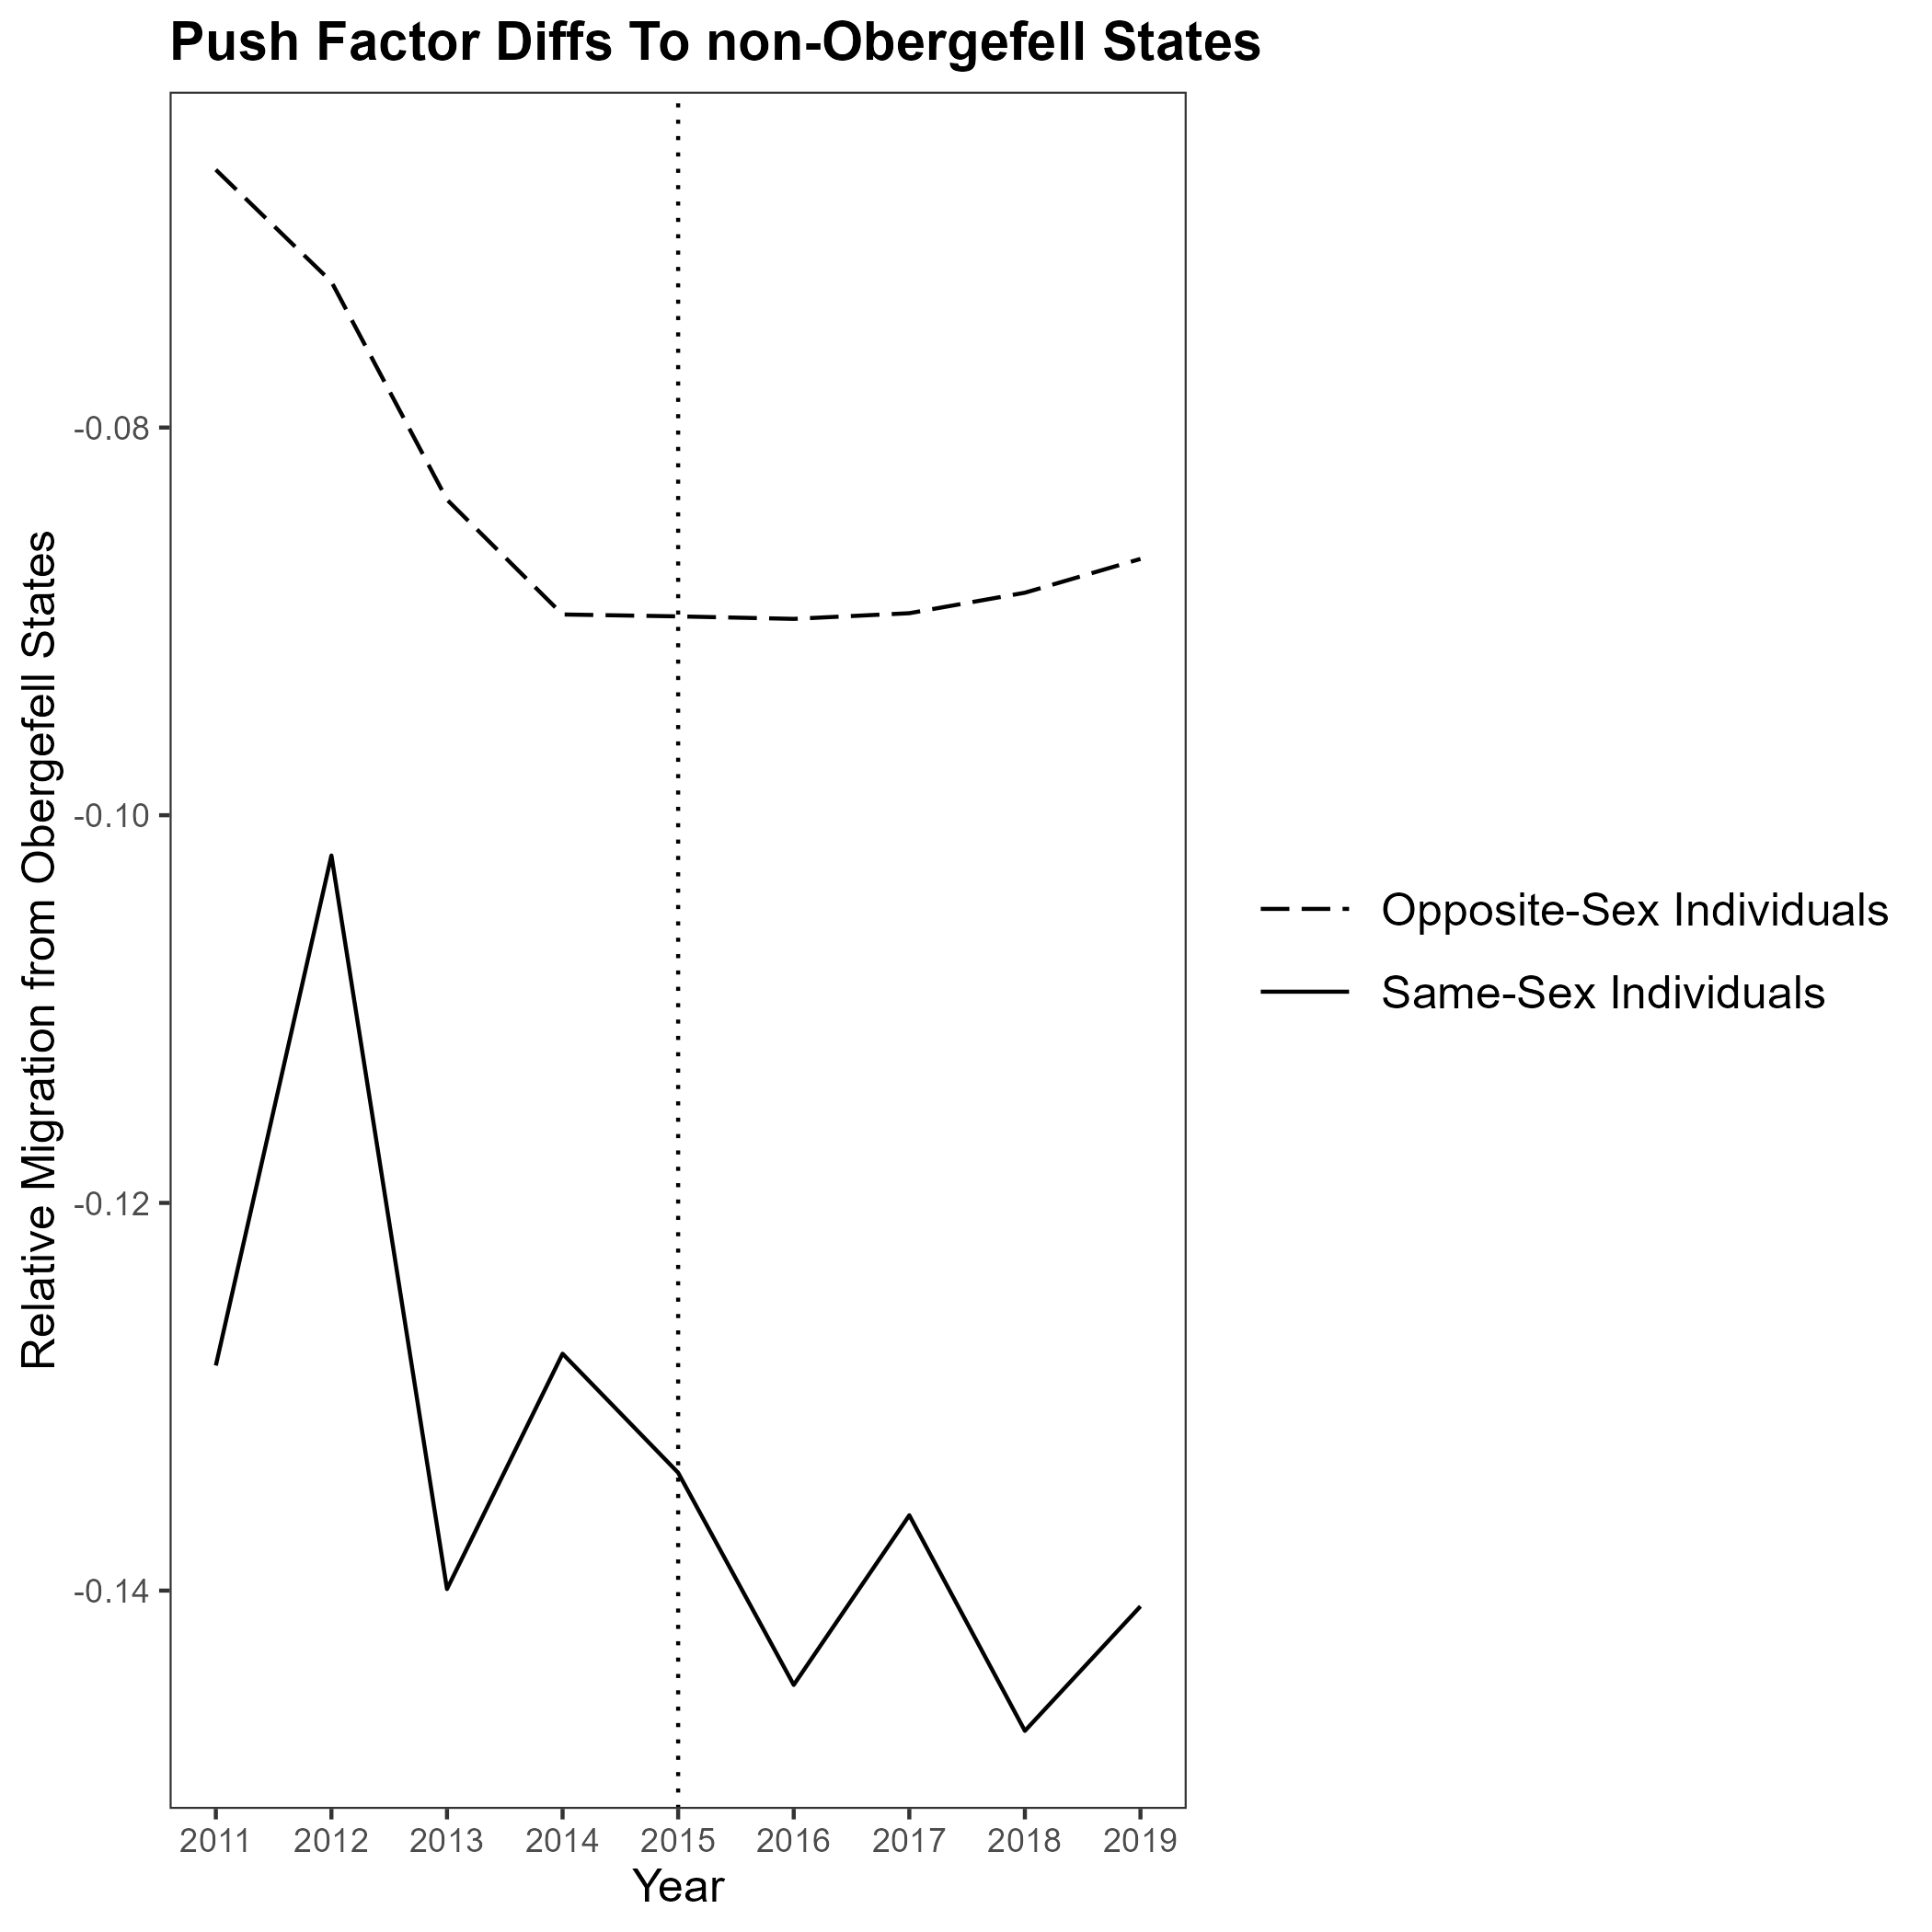 Push Factor Diffs To non-Obergefell States
Relative Migration from Obergefell States
-0.08
-0.10
-0.12
-0.14
2011 2012 2013 2014 2015 2016 2017 2018 2019
Year
Opposite-Sex Individuals
Same-Sex Individuals